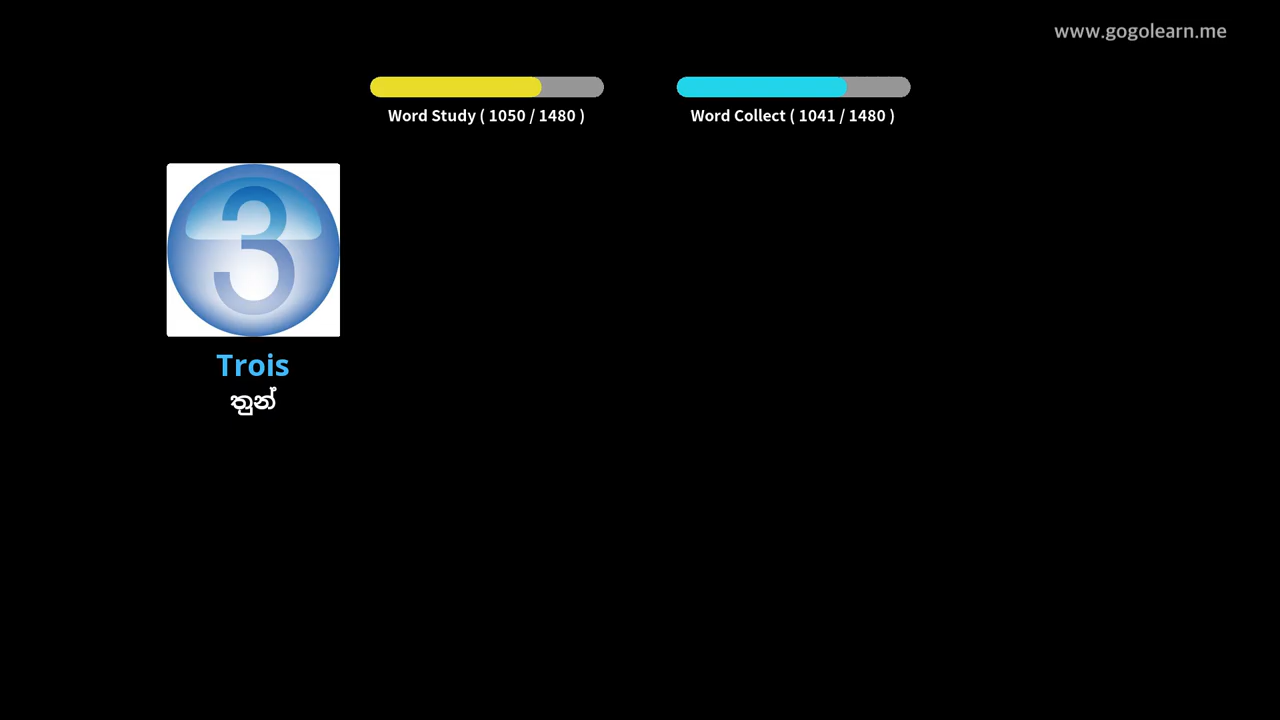 www.gogolearn.me
Word Study ( 1050 / 1480 )
Word Collect ( 1041 / 1480 )
3
Trois
තුන්